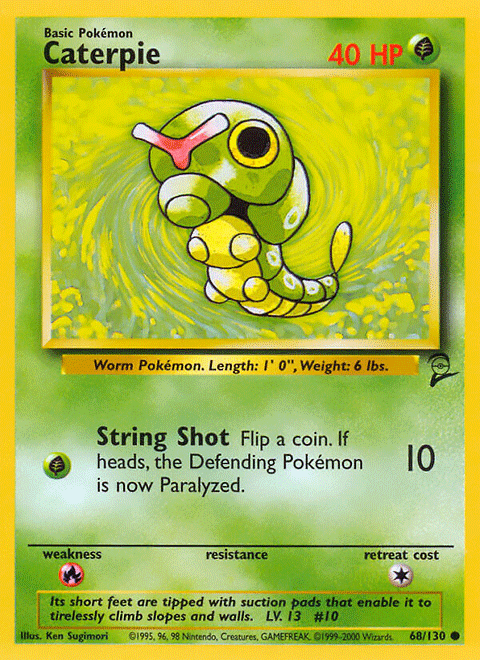 Basic Pokémon
Caterpie 40 HP
Worm Pokémon. Length: 1' 0", Weight: 6 lbs.
String Shot Flip a coin. If
heads, the Defending Pokémon
is now Paralyzed.
10
weakness resistance retreat cost
Its short feet are tipped with suction pads that enable it to
tirelessly climb slopes and walls. LV. 13 #10
Illus. Ken Sugimori ©1995, 96, 98 Nintendo, Creatures, GAMEFREAK. ©1999-2000 Wizards. 68/130